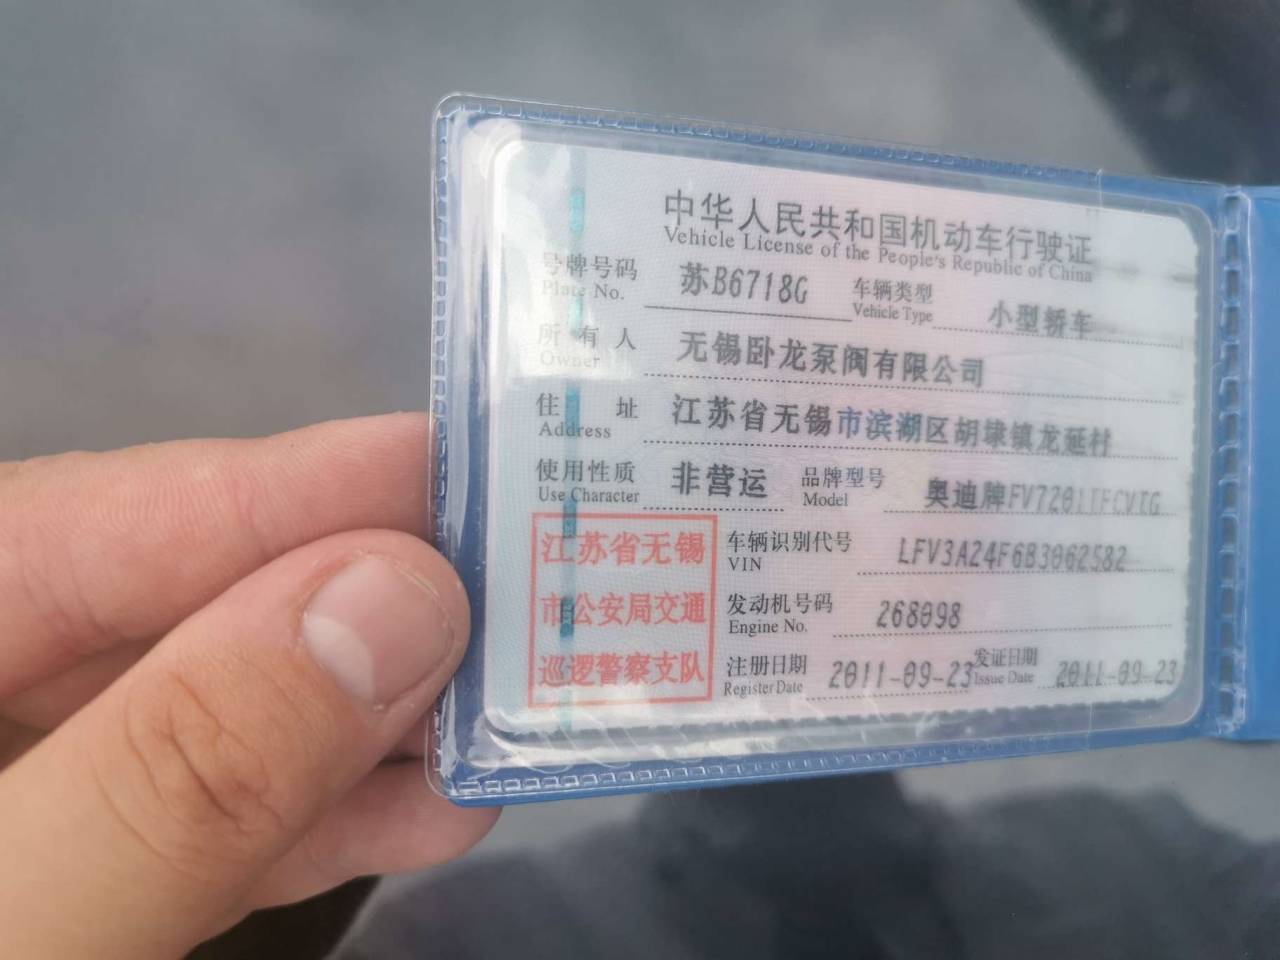 中华人民共和国机动车行驶证
Vehicle License of the People's Republic of China
号牌号码 苏B6718G 车辆类型 小型轿车
Plate No. Vehicle Type
所有人 无锡卧龙泵阀有限公司
Owner
住址 江苏省无锡市滨湖区胡埭镇龙延村
Address
使用性质 非营运 品牌型号 奥迪牌FV7201TFCVTG
Use Character Model
江苏省无锡
市公安局交通
巡逻警察支队
车辆识别代号 LFV3A24F6B3062582
VIN
发动机号码 268098
Engine No.
注册日期 2011-09-23 发证日期 2011-09-23
Register Date Issue Date